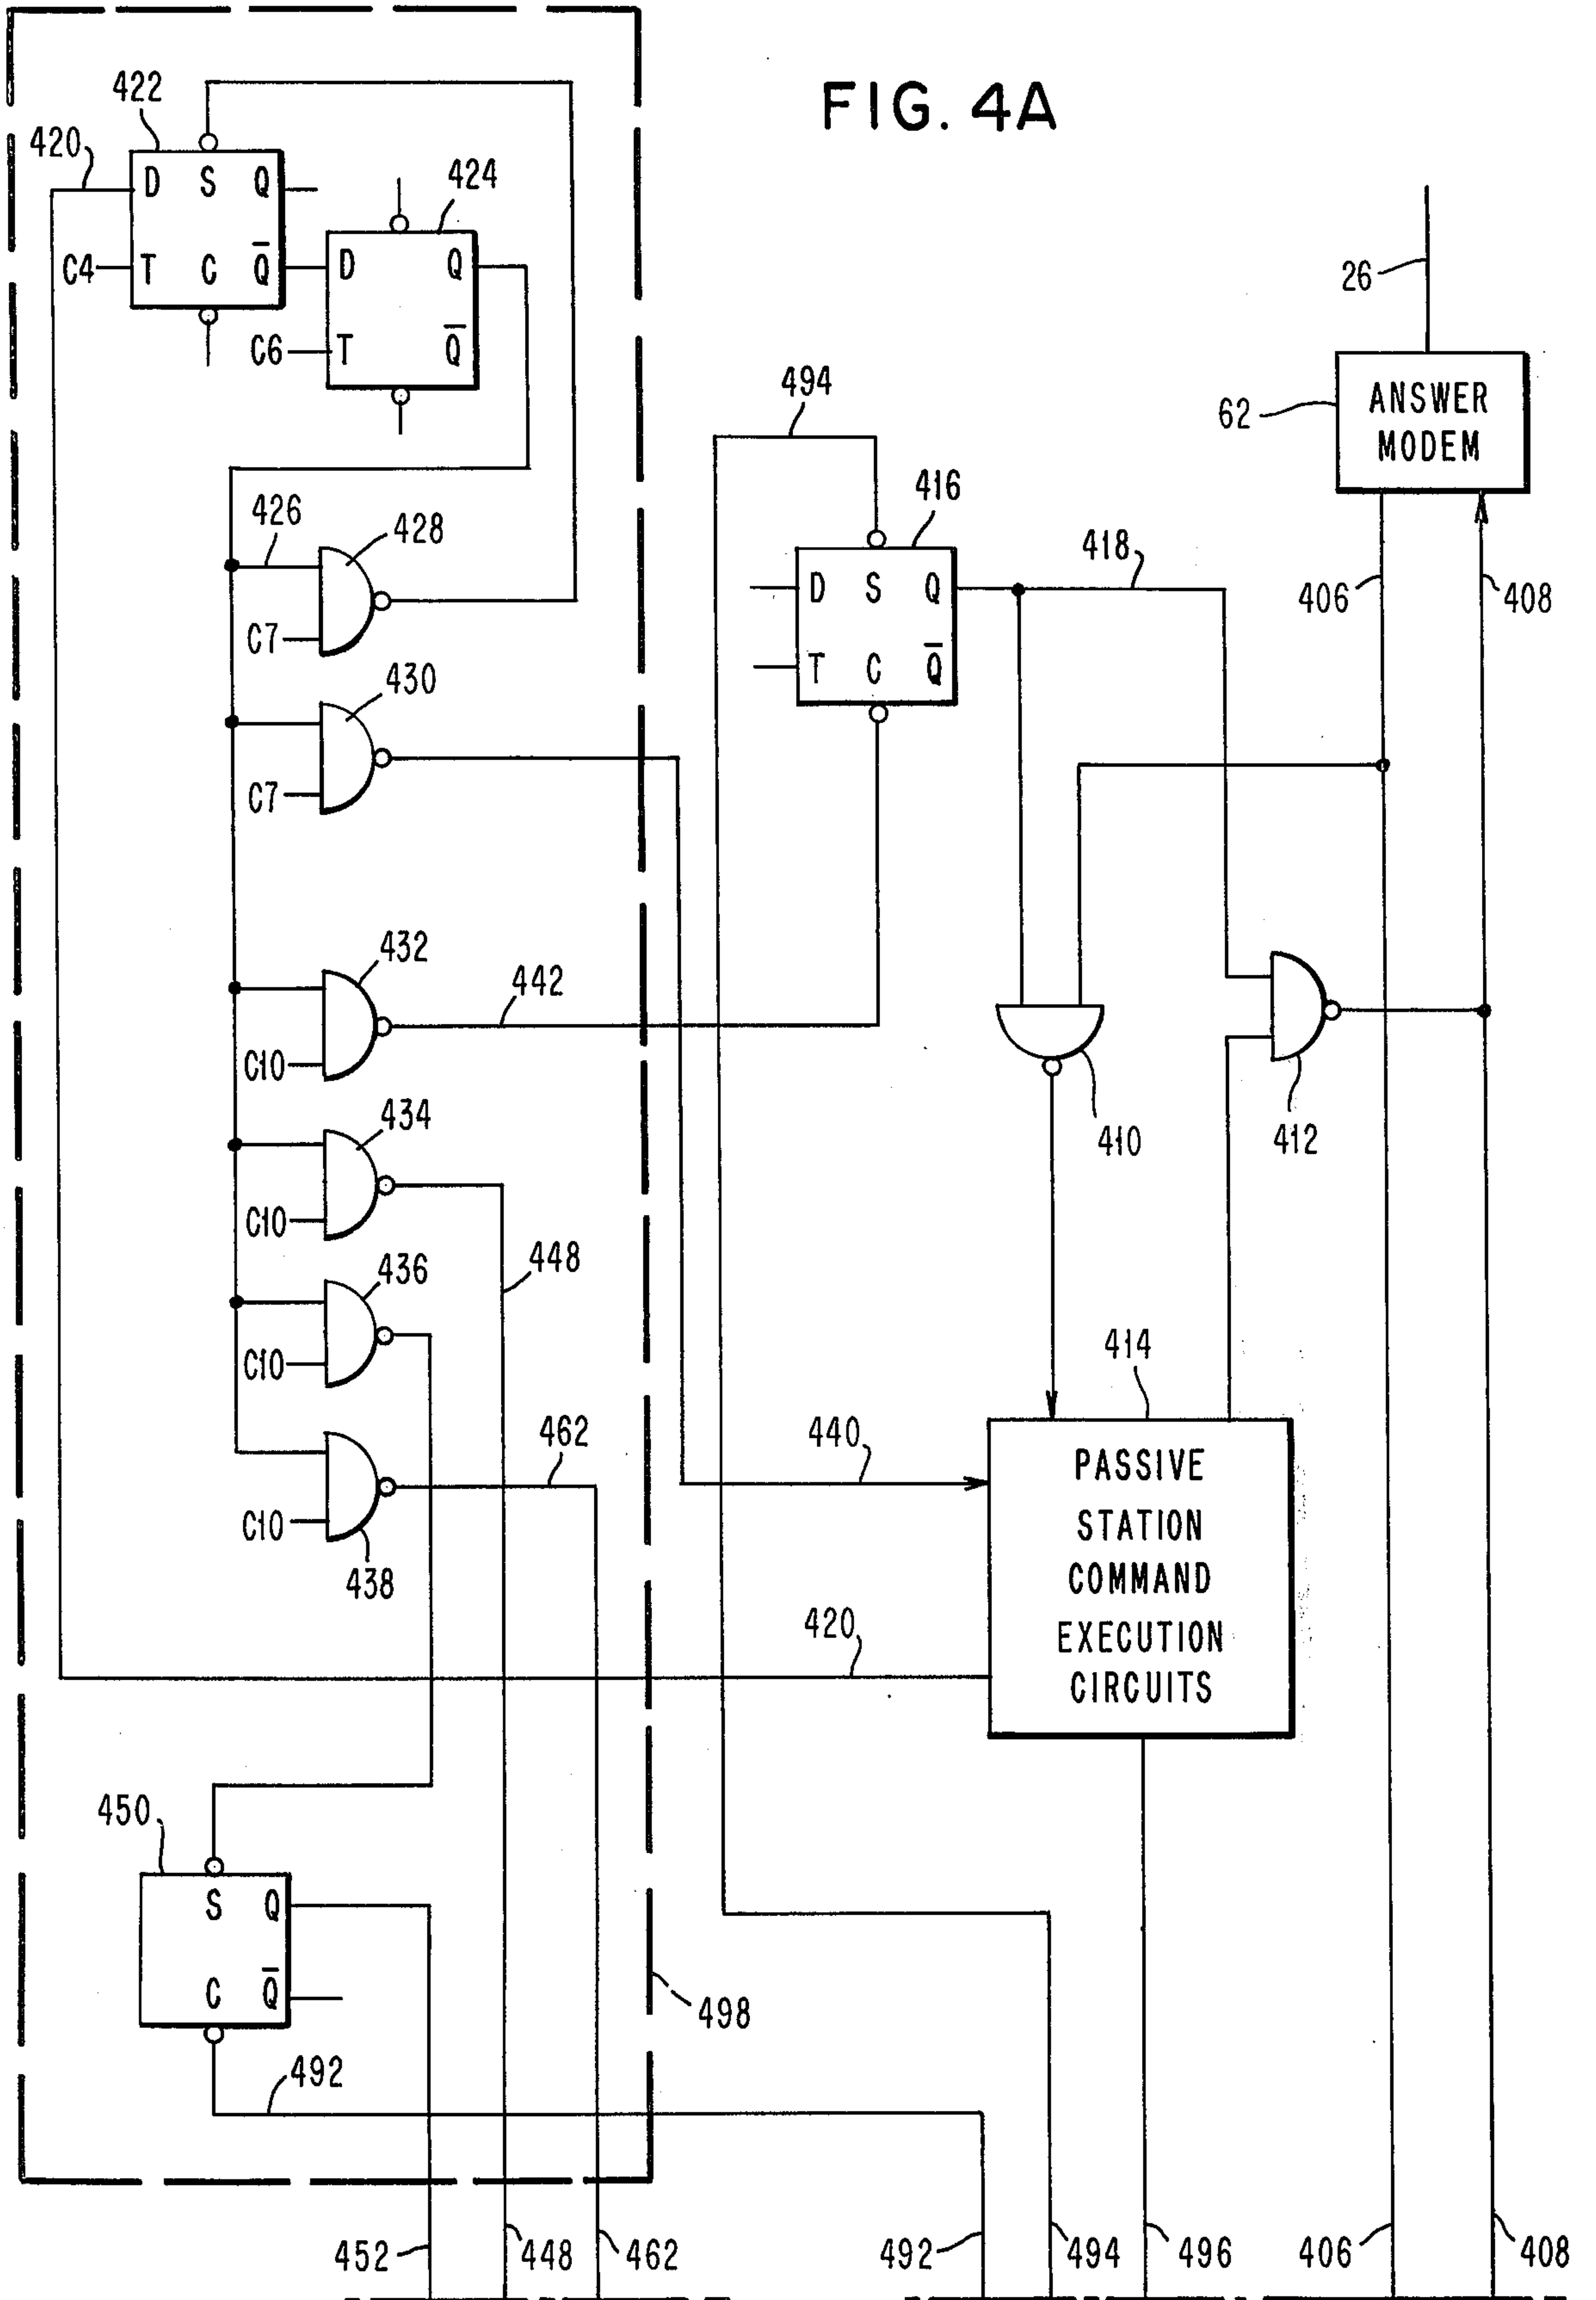 FIG. 4A
422
420
D S Q
T C Q̅
C4
424
D Q
T Q̅
C6
26
62
ANSWER
MODEM
494
416
D S Q
T C Q̅
418
406
408
426
428
C7
430
C7
432
442
C10
434
C10
448
436
C10
462
C10
438
410
412
414
440
PASSIVE
STATION
COMMAND
EXECUTION
CIRCUITS
420
450
S Q
C Q̅
498
492
452
448
462
492
494
496
406
408